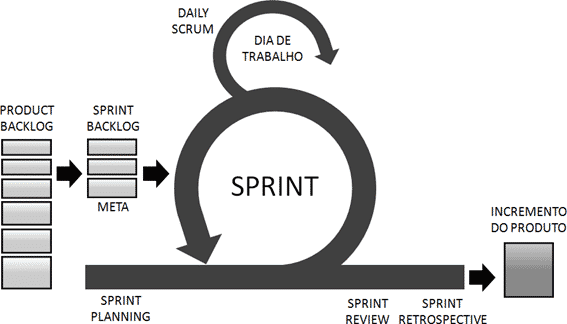 DAILY
SCRUM
DIA DE
TRABALHO
PRODUCT
BACKLOG
SPRINT
BACKLOG
META
SPRINT
INCREMENTO
DO PRODUTO
SPRINT
PLANNING
SPRINT
REVIEW
SPRINT
RETROSPECTIVE